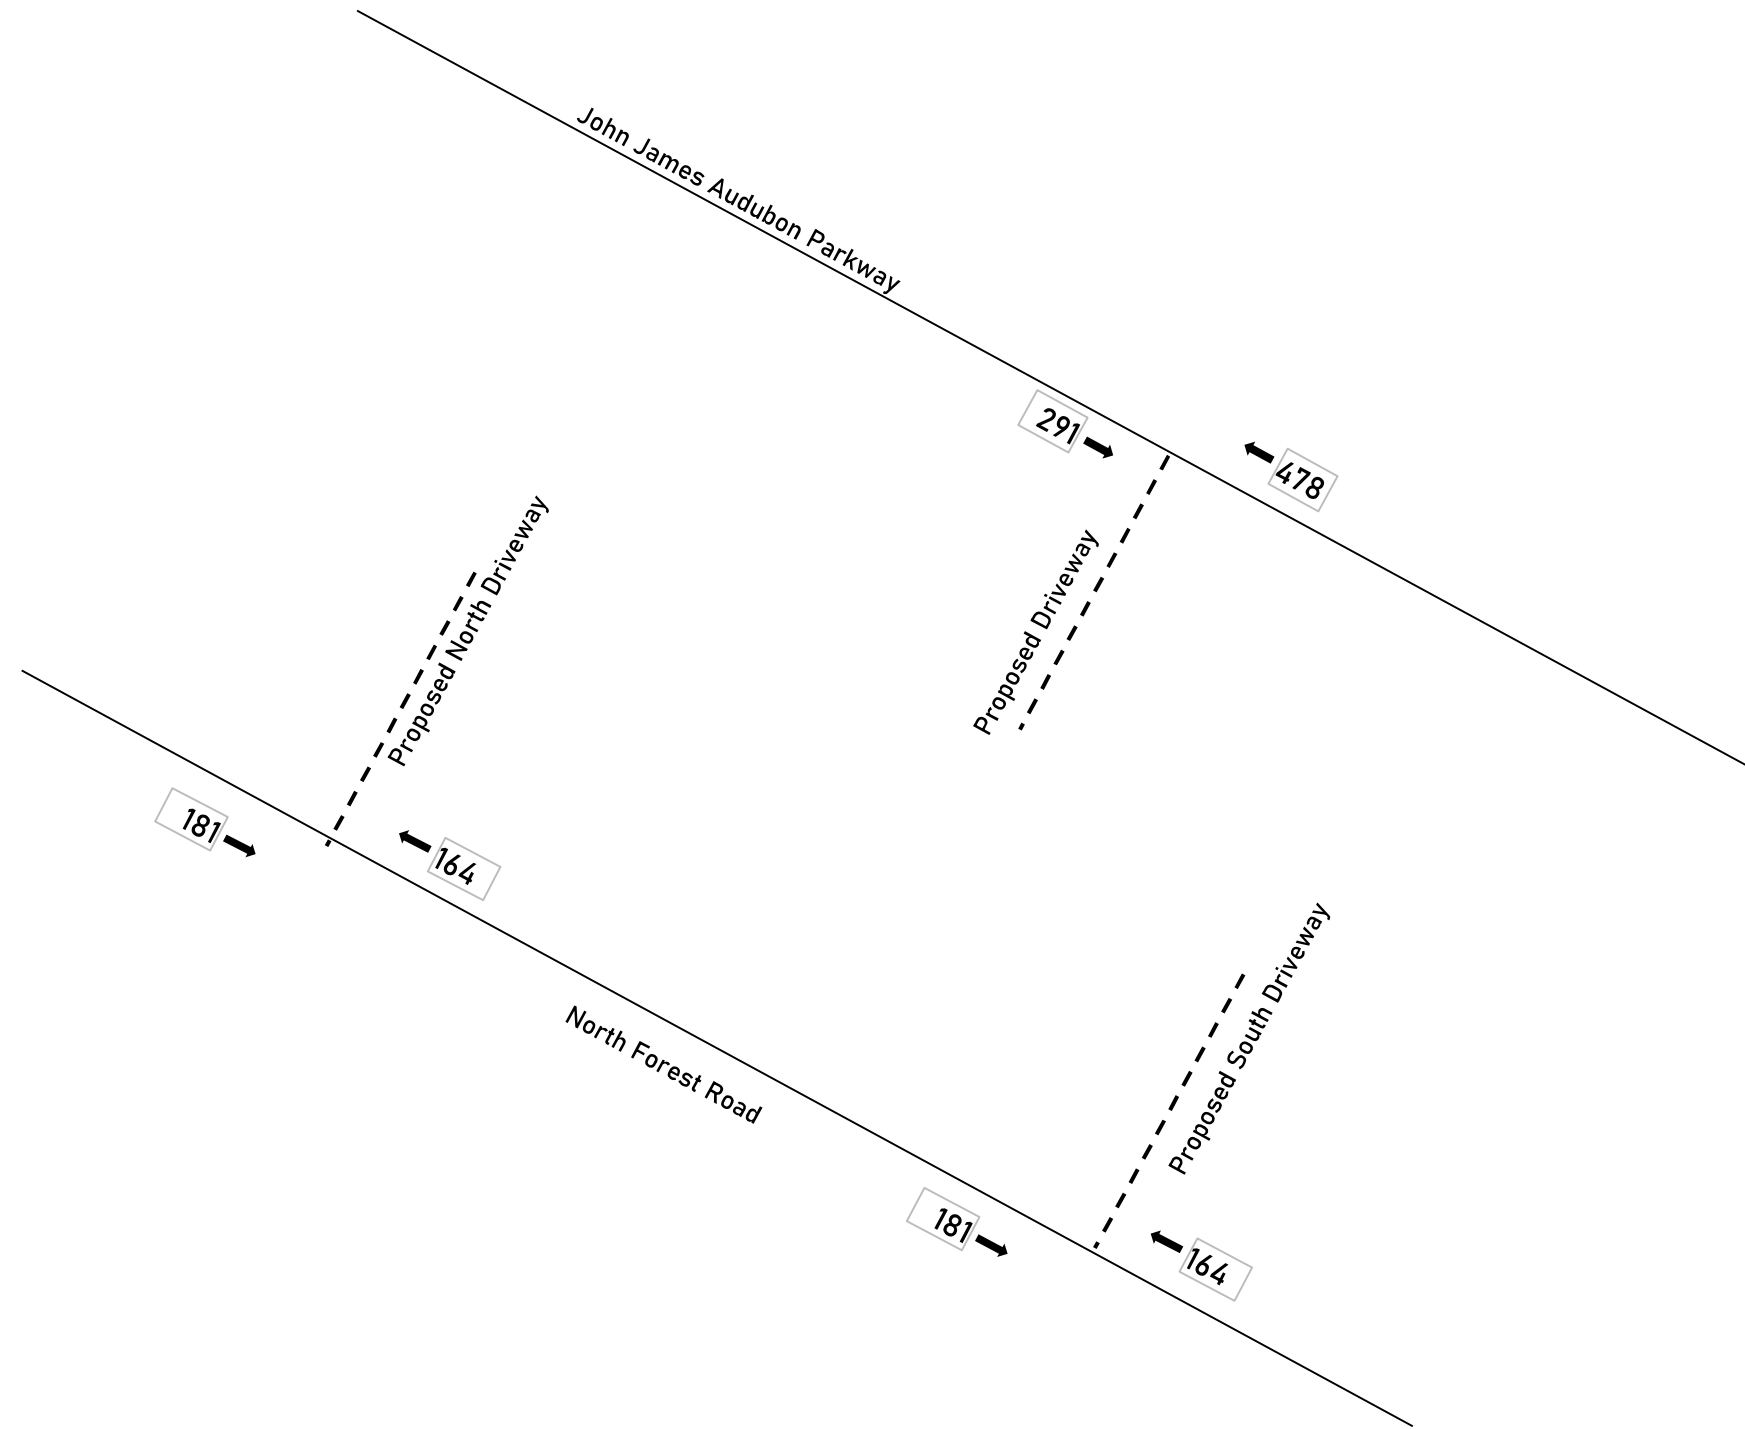 John James Audubon Parkway
291
478
Proposed North Driveway
Proposed Driveway
181
164
North Forest Road
Proposed South Driveway
181
164